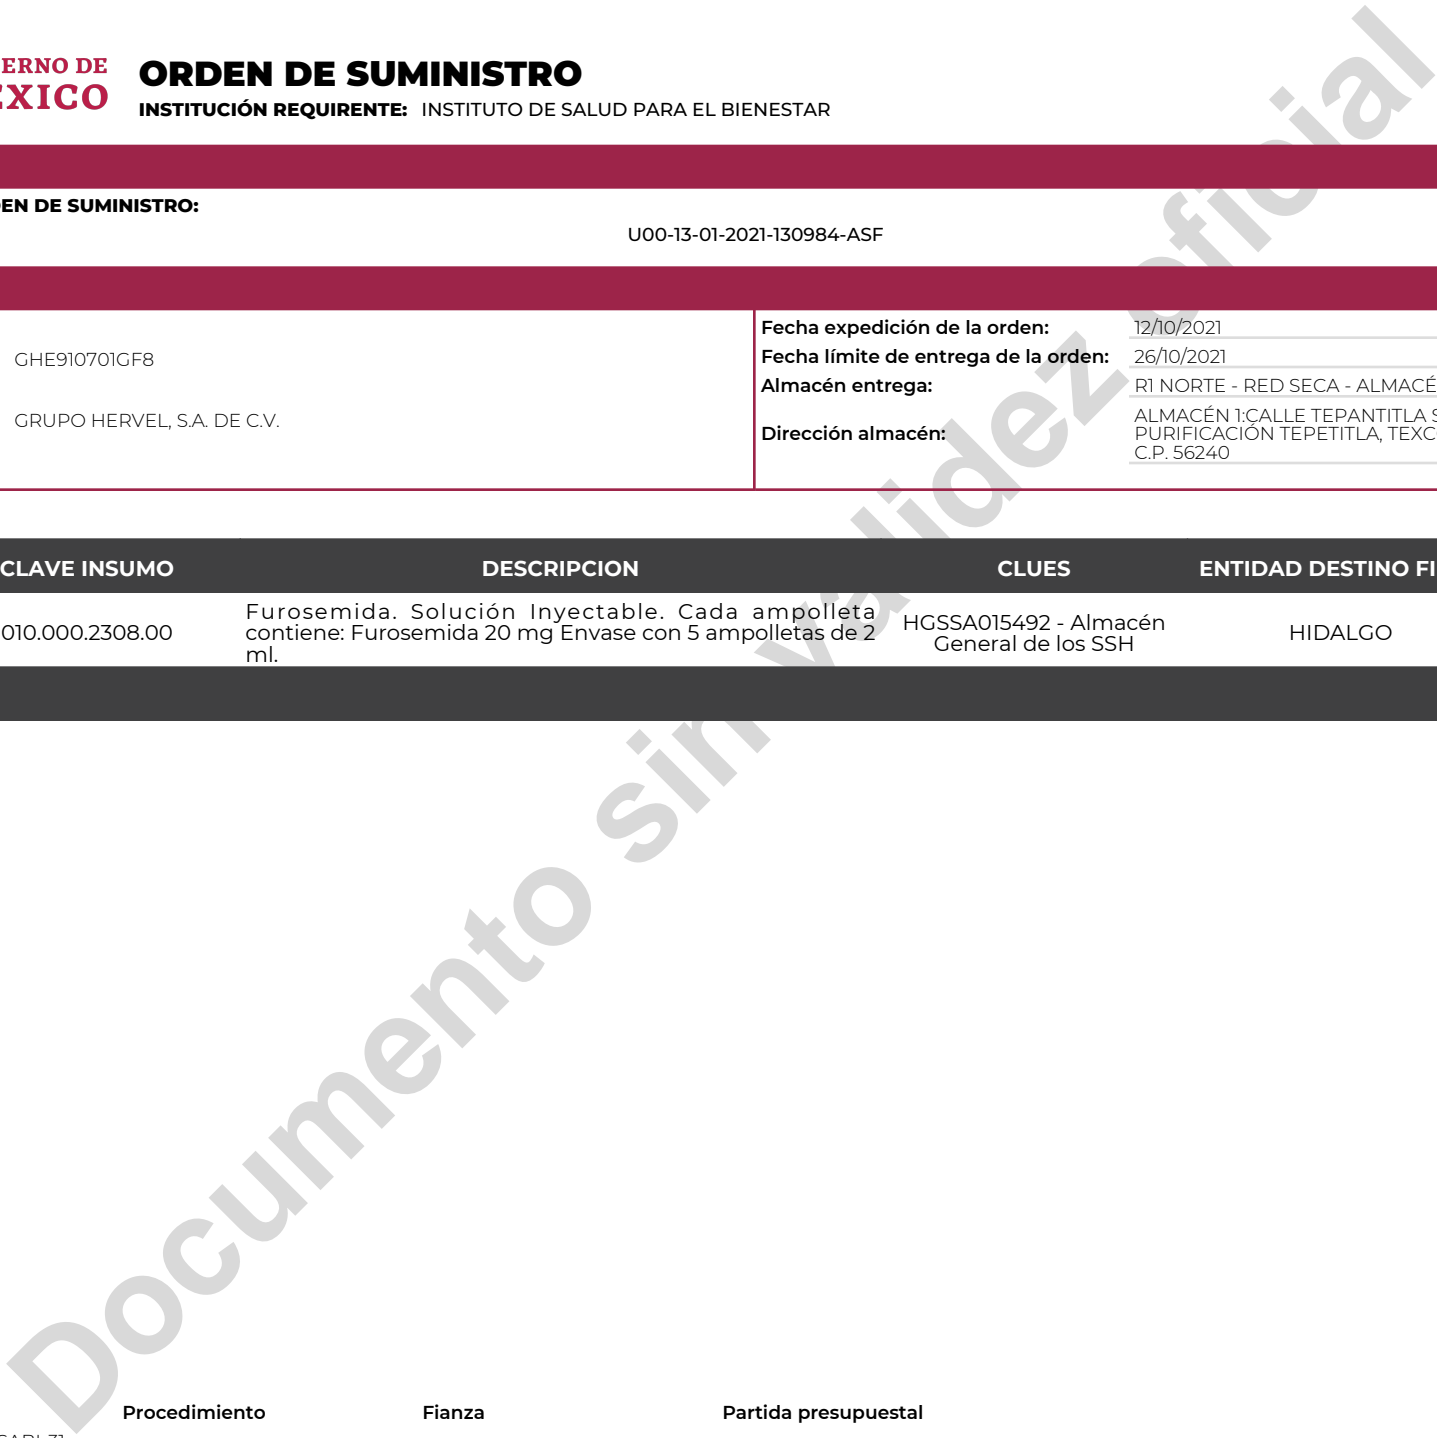 ERNO DE
ÉXICO
ORDEN DE SUMINISTRO
INSTITUCIÓN REQUIRENTE: INSTITUTO DE SALUD PARA EL BIENESTAR
EN DE SUMINISTRO:
U00-13-01-2021-130984-ASF
GHE910701GF8
GRUPO HERVEL, S.A. DE C.V.
Fecha expedición de la orden: 12/10/2021
Fecha límite de entrega de la orden: 26/10/2021
Almacén entrega: R1 NORTE - RED SECA - ALMACÉ
Dirección almacén: ALMACÉN 1:CALLE TEPANTITLA S
PURIFICACIÓN TEPETITLA, TEXC
C.P. 56240
CLAVE INSUMO DESCRIPCION CLUES ENTIDAD DESTINO FI
010.000.2308.00
Furosemida. Solución Inyectable. Cada ampolleta
contiene: Furosemida 20 mg Envase con 5 ampolletas de 2
ml.
HGSSA015492 - Almacén
General de los SSH
HIDALGO
Documento sin validez oficial
Procedimiento Fianza Partida presupuestal